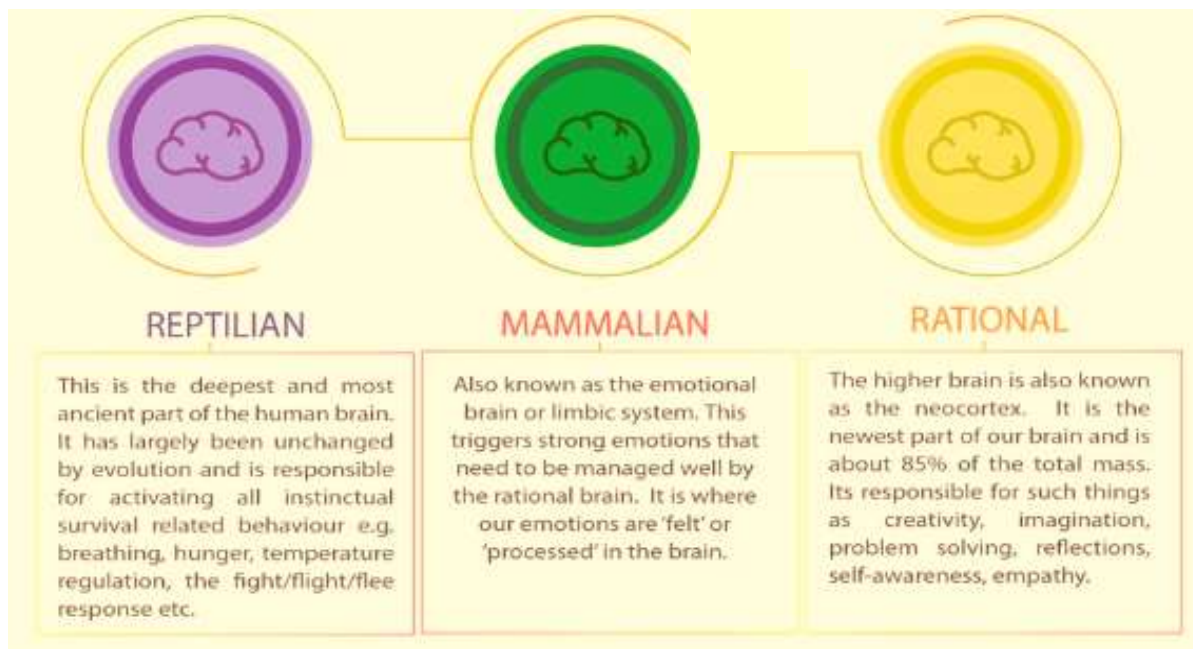 REPTILIAN
This is the deepest and most
ancient part of the human brain.
It has largely been unchanged
by evolution and is responsible
for activating all instinctual
survival related behaviour e.g.
breathing, hunger, temperature
regulation, the fight/flight/flee
response etc.
MAMMALIAN
Also known as the emotional
brain or limbic system. This
triggers strong emotions that
need to be managed well by
the rational brain. It is where
our emotions are 'felt' or
'processed' in the brain.
RATIONAL
The higher brain is also known
as the neocortex. It is the
newest part of our brain and is
about 85% of the total mass.
Its responsible for such things
as creativity, imagination,
problem solving, reflections,
self-awareness, empathy.